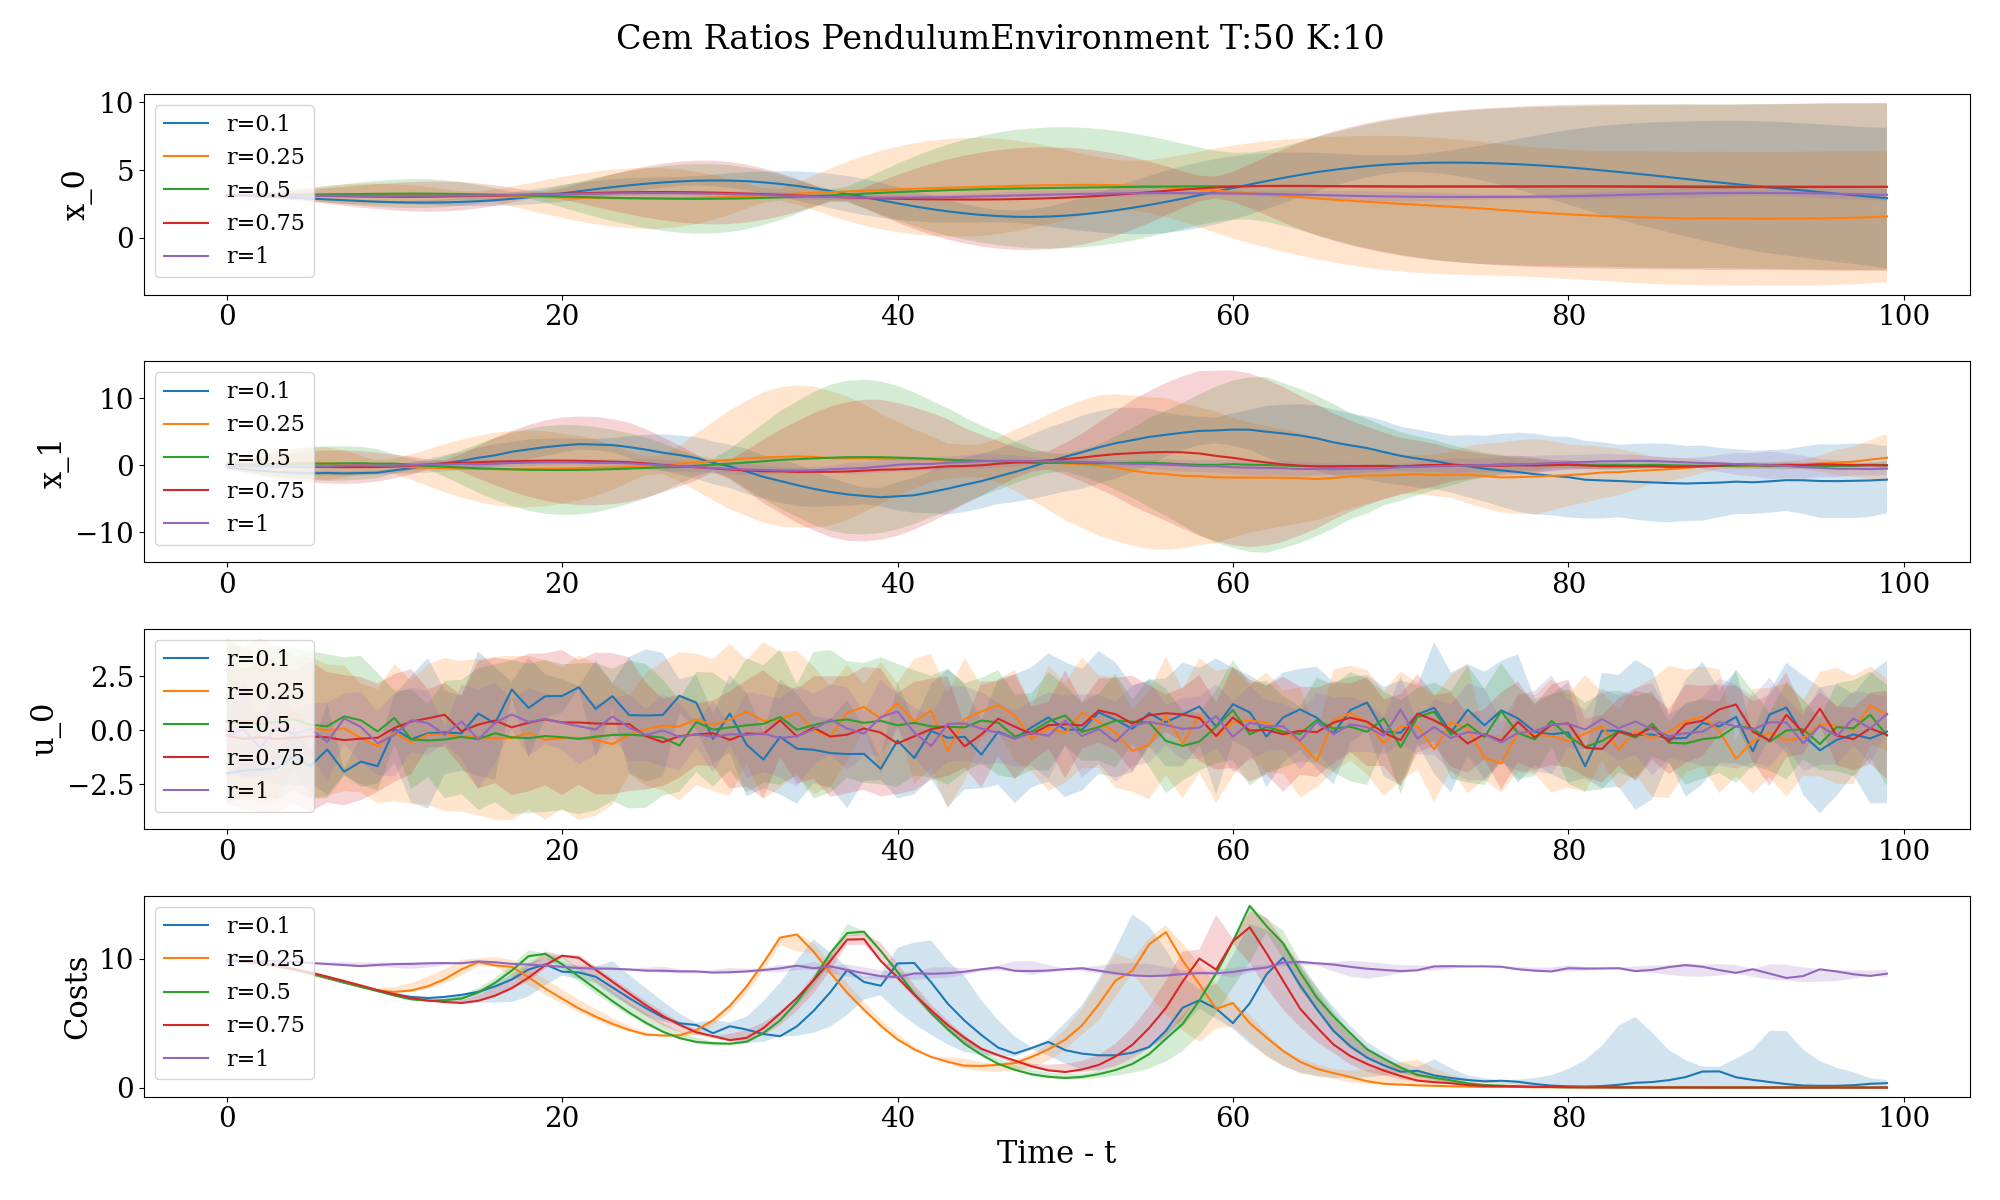 Cem Ratios PendulumEnvironment T:50 K:10
x_0
10
5
0
r=0.1
r=0.25
r=0.5
r=0.75
r=1
0 20 40 60 80 100
x_1
10
0
−10
r=0.1
r=0.25
r=0.5
r=0.75
r=1
0 20 40 60 80 100
u_0
2.5
0.0
−2.5
r=0.1
r=0.25
r=0.5
r=0.75
r=1
0 20 40 60 80 100
Costs
10
0
r=0.1
r=0.25
r=0.5
r=0.75
r=1
0 20 40 60 80 100
Time - t